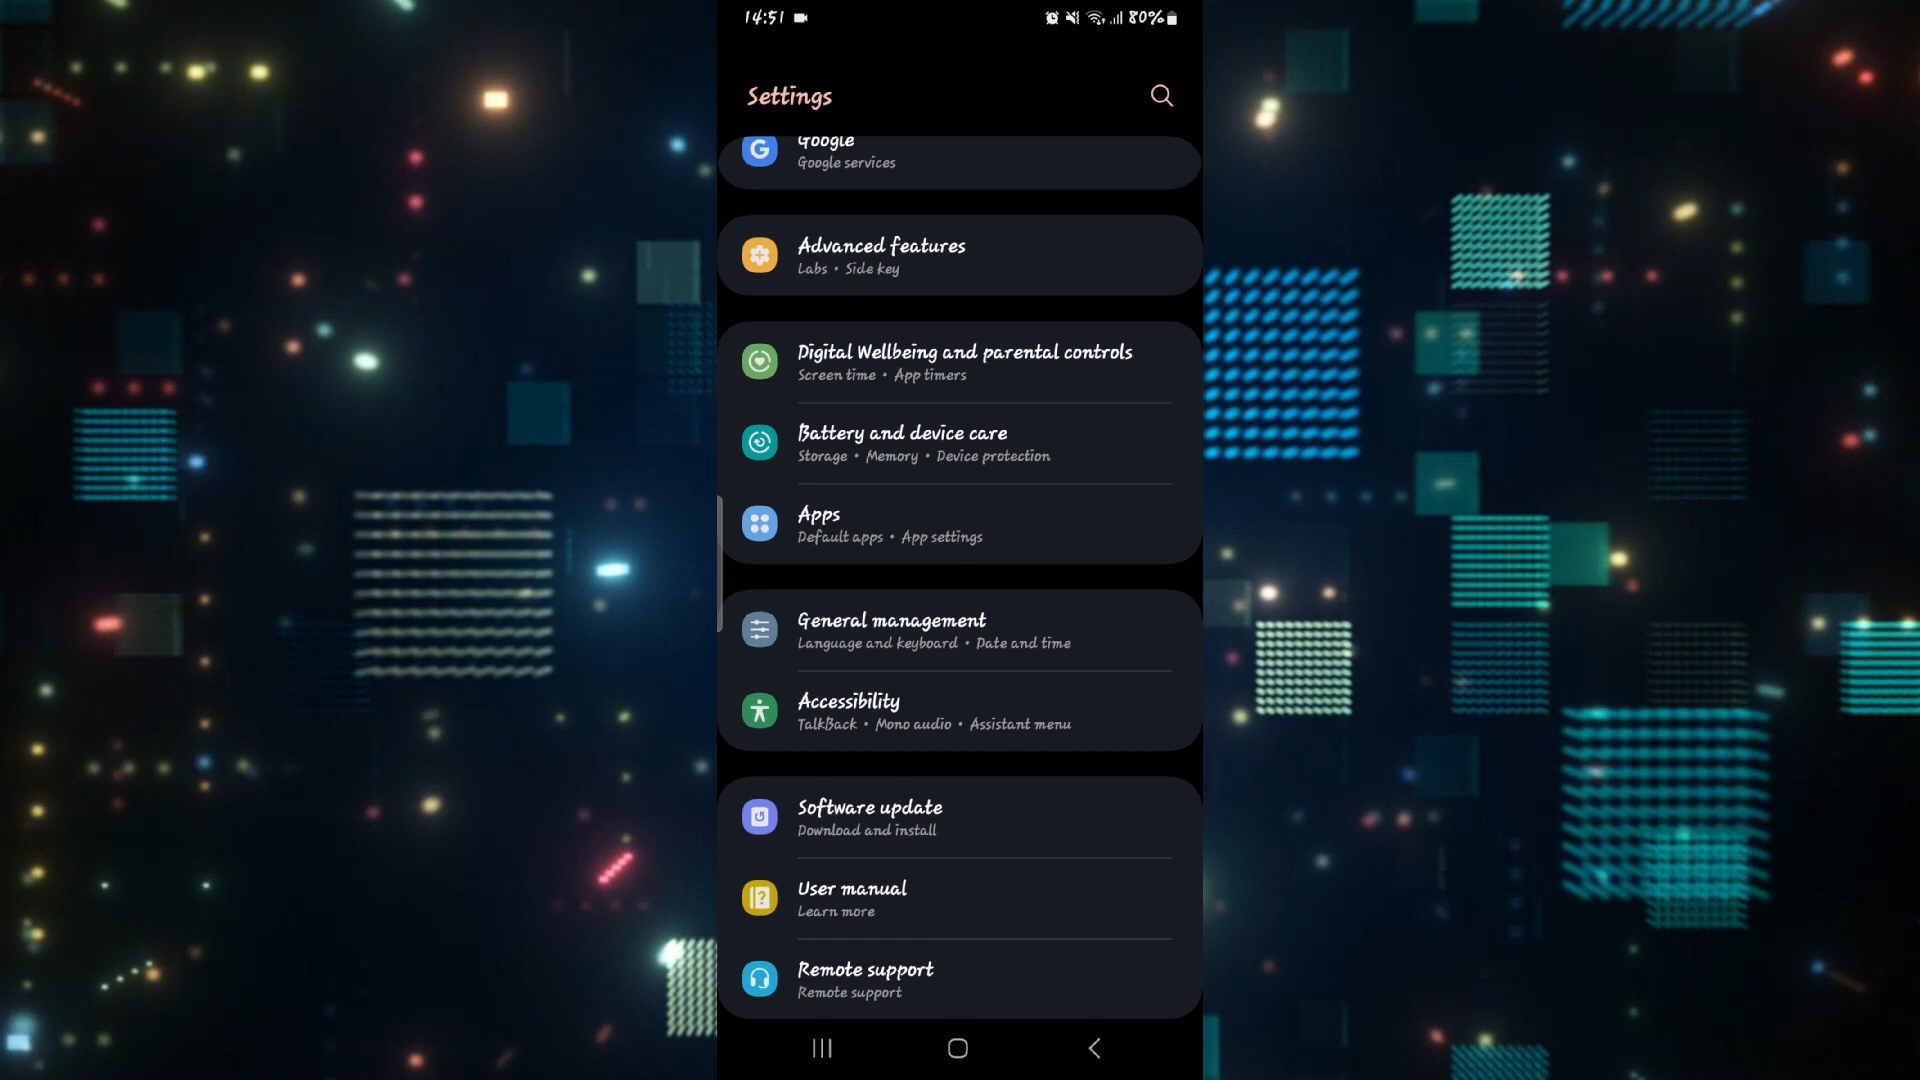 14:51
80%
Settings
Google
Google services
Advanced features
Labs • Side key
Digital Wellbeing and parental controls
Screen time • App timers
Battery and device care
Storage • Memory • Device protection
Apps
Default apps • App settings
General management
Language and keyboard • Date and time
Accessibility
TalkBack • Mono audio • Assistant menu
Software update
Download and install
User manual
Learn more
Remote support
Remote support